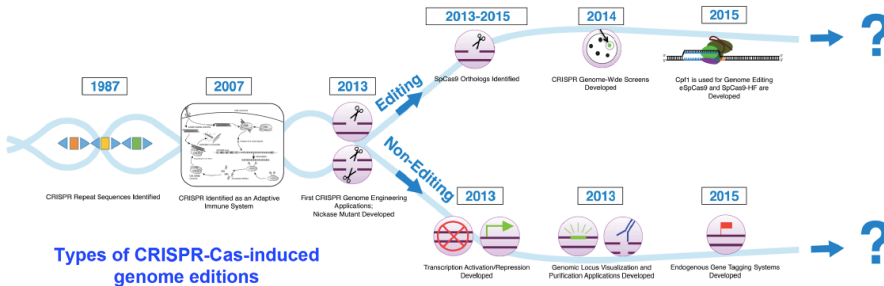 2013-2015
2014
2015
?
SpCas9 Orthologs Identified
CRISPR Genome-Wide Screens
Developed
Cpf1 is used for Genome Editing
eSpCas9 and SpCas9-HF are
Developed
1987
2007
2013
Editing
Non-Editing
CRISPR Repeat Sequences Identified
CRISPR Identified as an Adaptive
Immune System
First CRISPR Genome Engineering
Applications;
Nickase Mutant Developed
2013
2013
2015
?
Transcription Activation/Repression
Developed
Genomic Locus Visualization and
Purification Applications Developed
Endogenous Gene Tagging Systems
Developed
Types of CRISPR-Cas-induced
genome editions